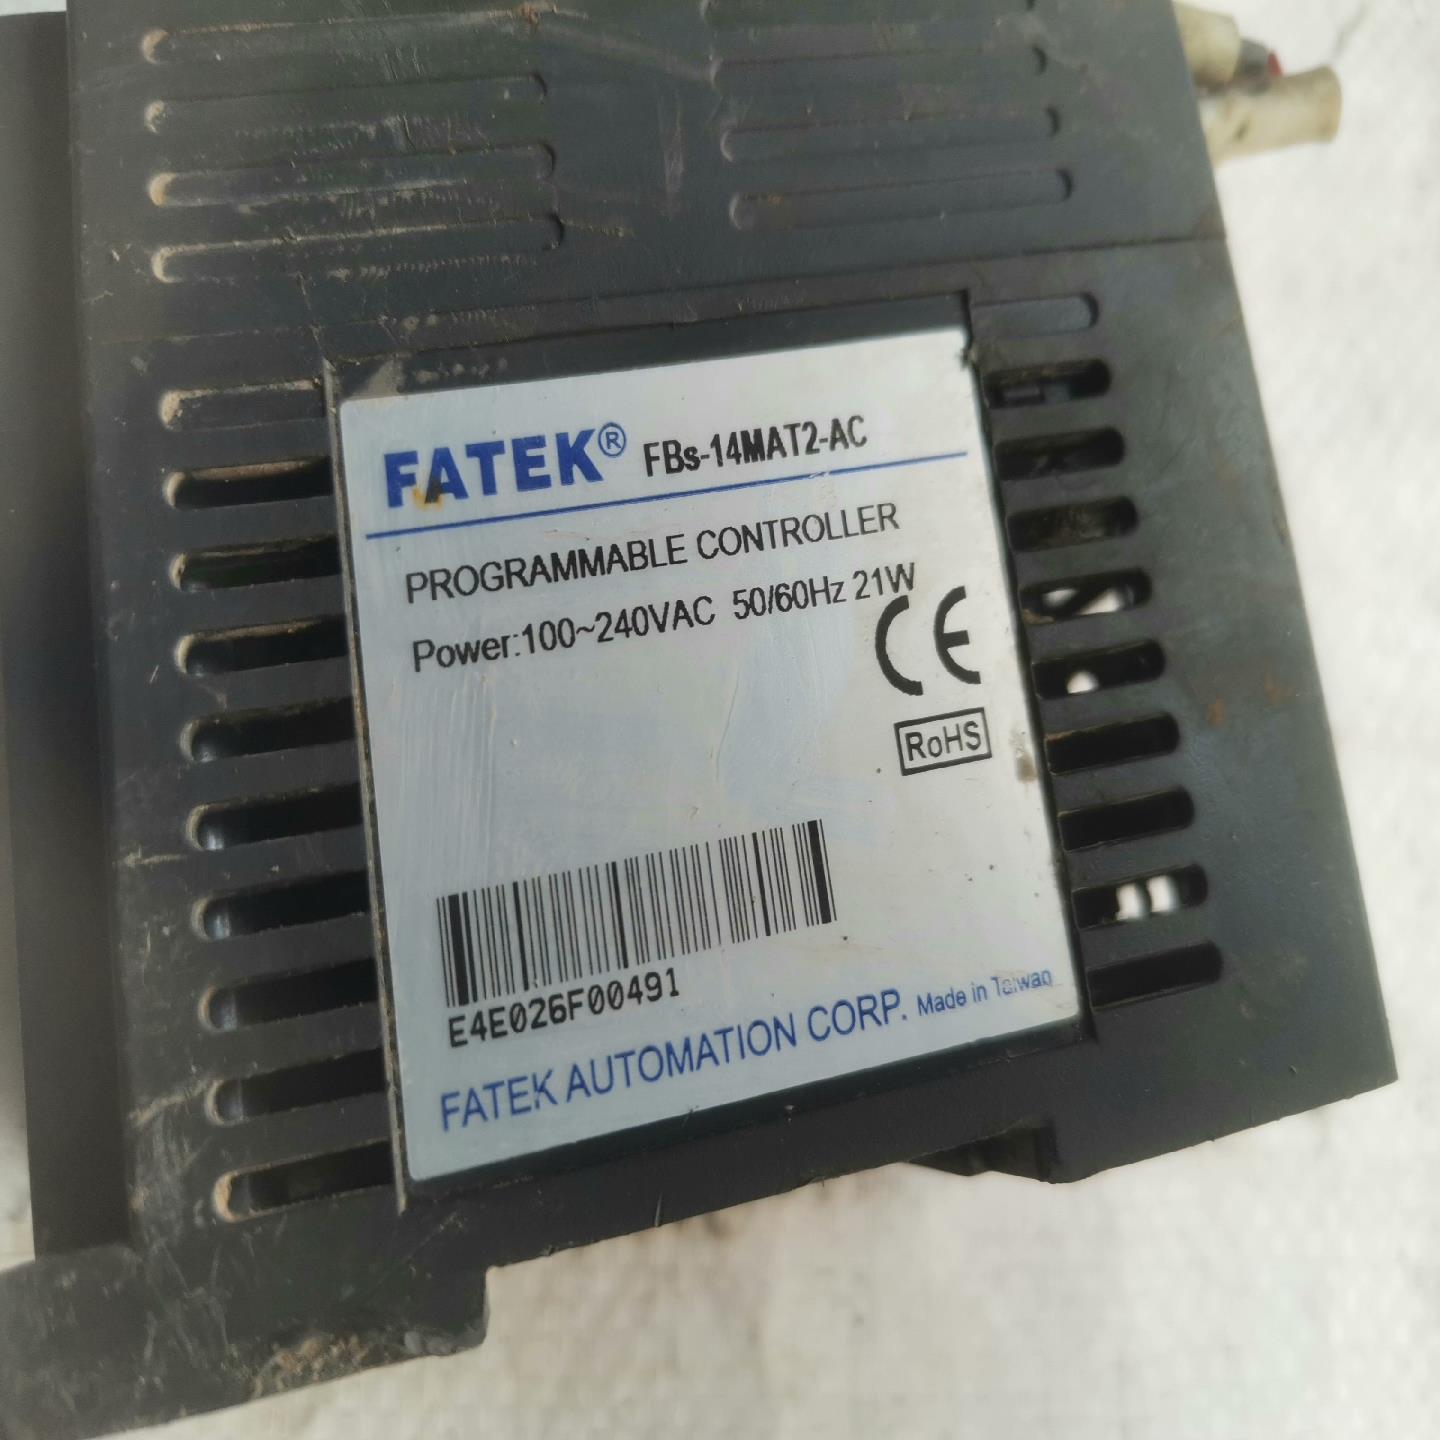 FATEK® FBs-14MAT2-AC
PROGRAMMABLE CONTROLLER
Power:100~240VAC 50/60Hz 21W
CE
RoHS
E4E026F00491
FATEK AUTOMATION CORP. Made in Taiwan